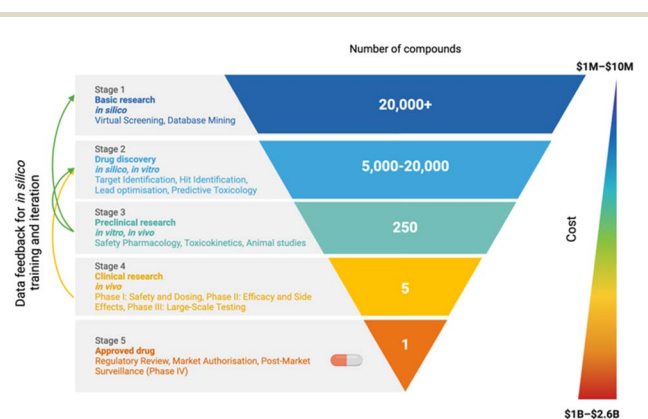 Number of compounds
$1M–$10M
Stage 1
Basic research
in silico
Virtual Screening, Database Mining
20,000+
Stage 2
Drug discovery
in silico, in vitro
Target Identification, Hit Identification,
Lead optimisation, Predictive Toxicology
5,000-20,000
Stage 3
Preclinical research
in vitro, in vivo
Safety Pharmacology, Toxicokinetics, Animal studies
250
Stage 4
Clinical research
in vivo
Phase I: Safety and Dosing, Phase II: Efficacy and Side
Effects, Phase III: Large-Scale Testing
5
Stage 5
Approved drug
Regulatory Review, Market Authorisation, Post-Market
Surveillance (Phase IV)
1
Data feedback for in silico
training and iteration
Cost
$1B–$2.6B